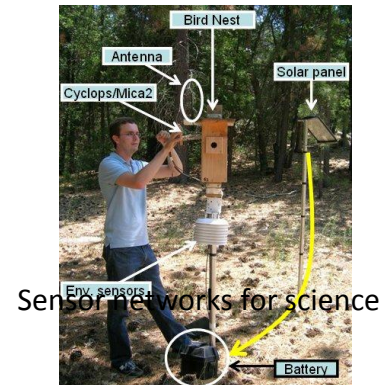 Bird Nest
Antenna
Solar panel
Cyclops/Mica2
Env. sensors
Sensor networks for science
Battery